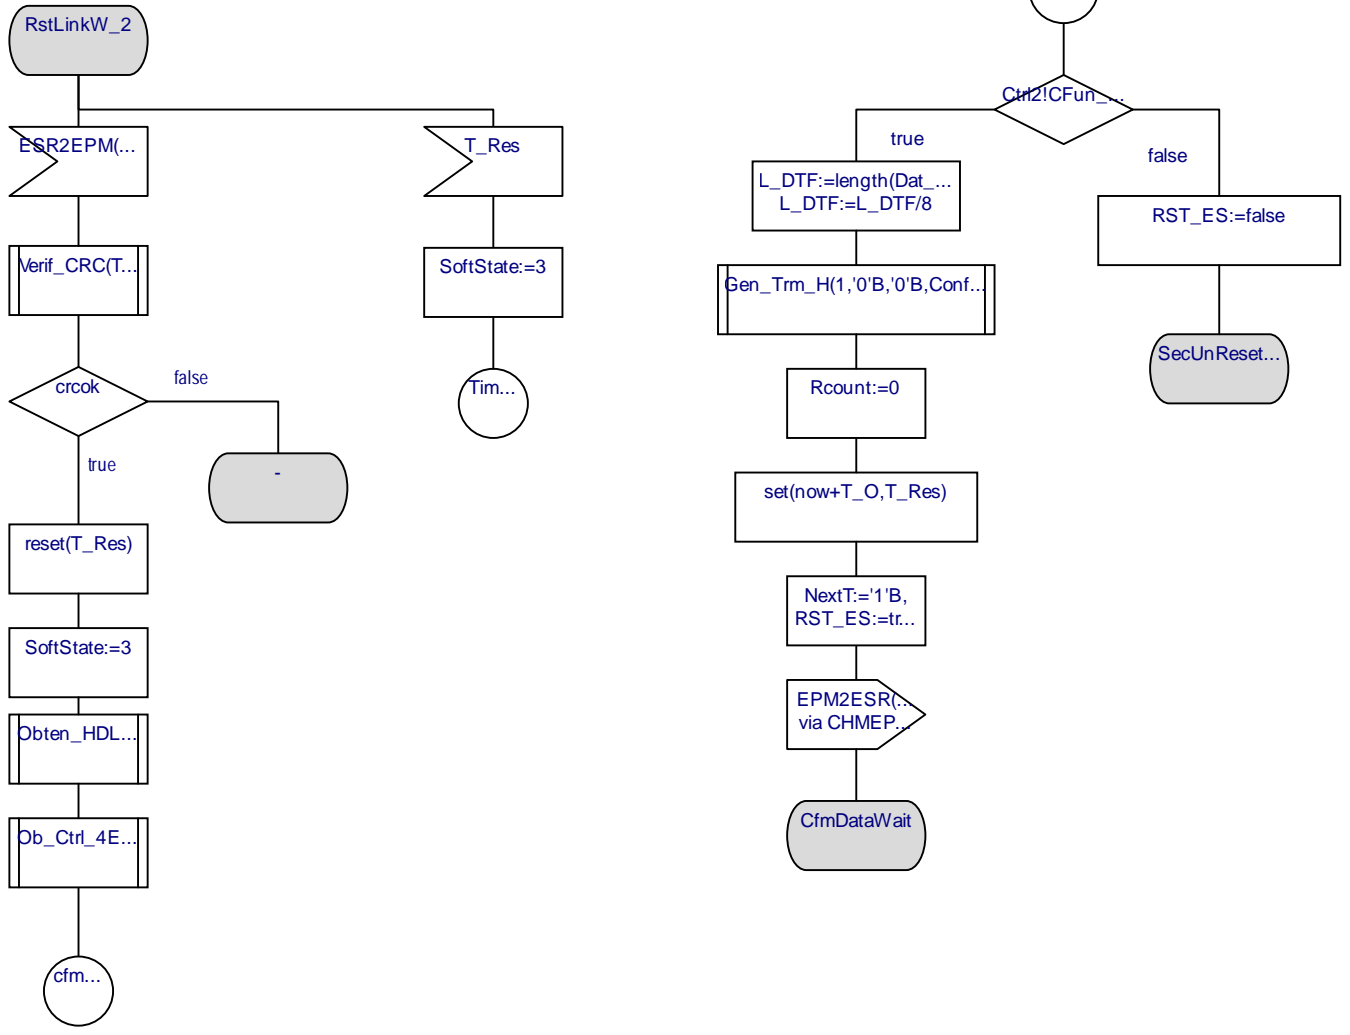 RstLinkW_2
ESR2EPM(...
T_Res
Verif_CRC(T...
SoftState:=3
crcok
false
Tim...
true
-
reset(T_Res)
SoftState:=3
Obten_HDL...
Ob_Ctrl_4E...
cfm...
Ctrl2!CFun_...
true
false
L_DTF:=length(Dat_...
L_DTF:=L_DTF/8
RST_ES:=false
Gen_Trm_H(1,'0'B,'0'B,Conf...
SecUnReset...
Rcount:=0
set(now+T_O,T_Res)
NextT:='1'B,
RST_ES:=tr...
EPM2ESR(...
via CHMEP...
CfmDataWait